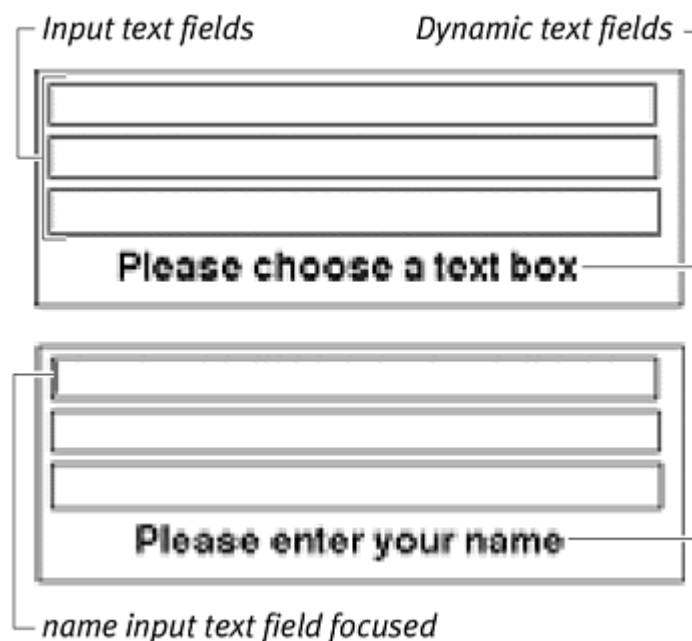 Input text fields
Dynamic text fields
Please choose a text box
Please enter your name
name input text field focused